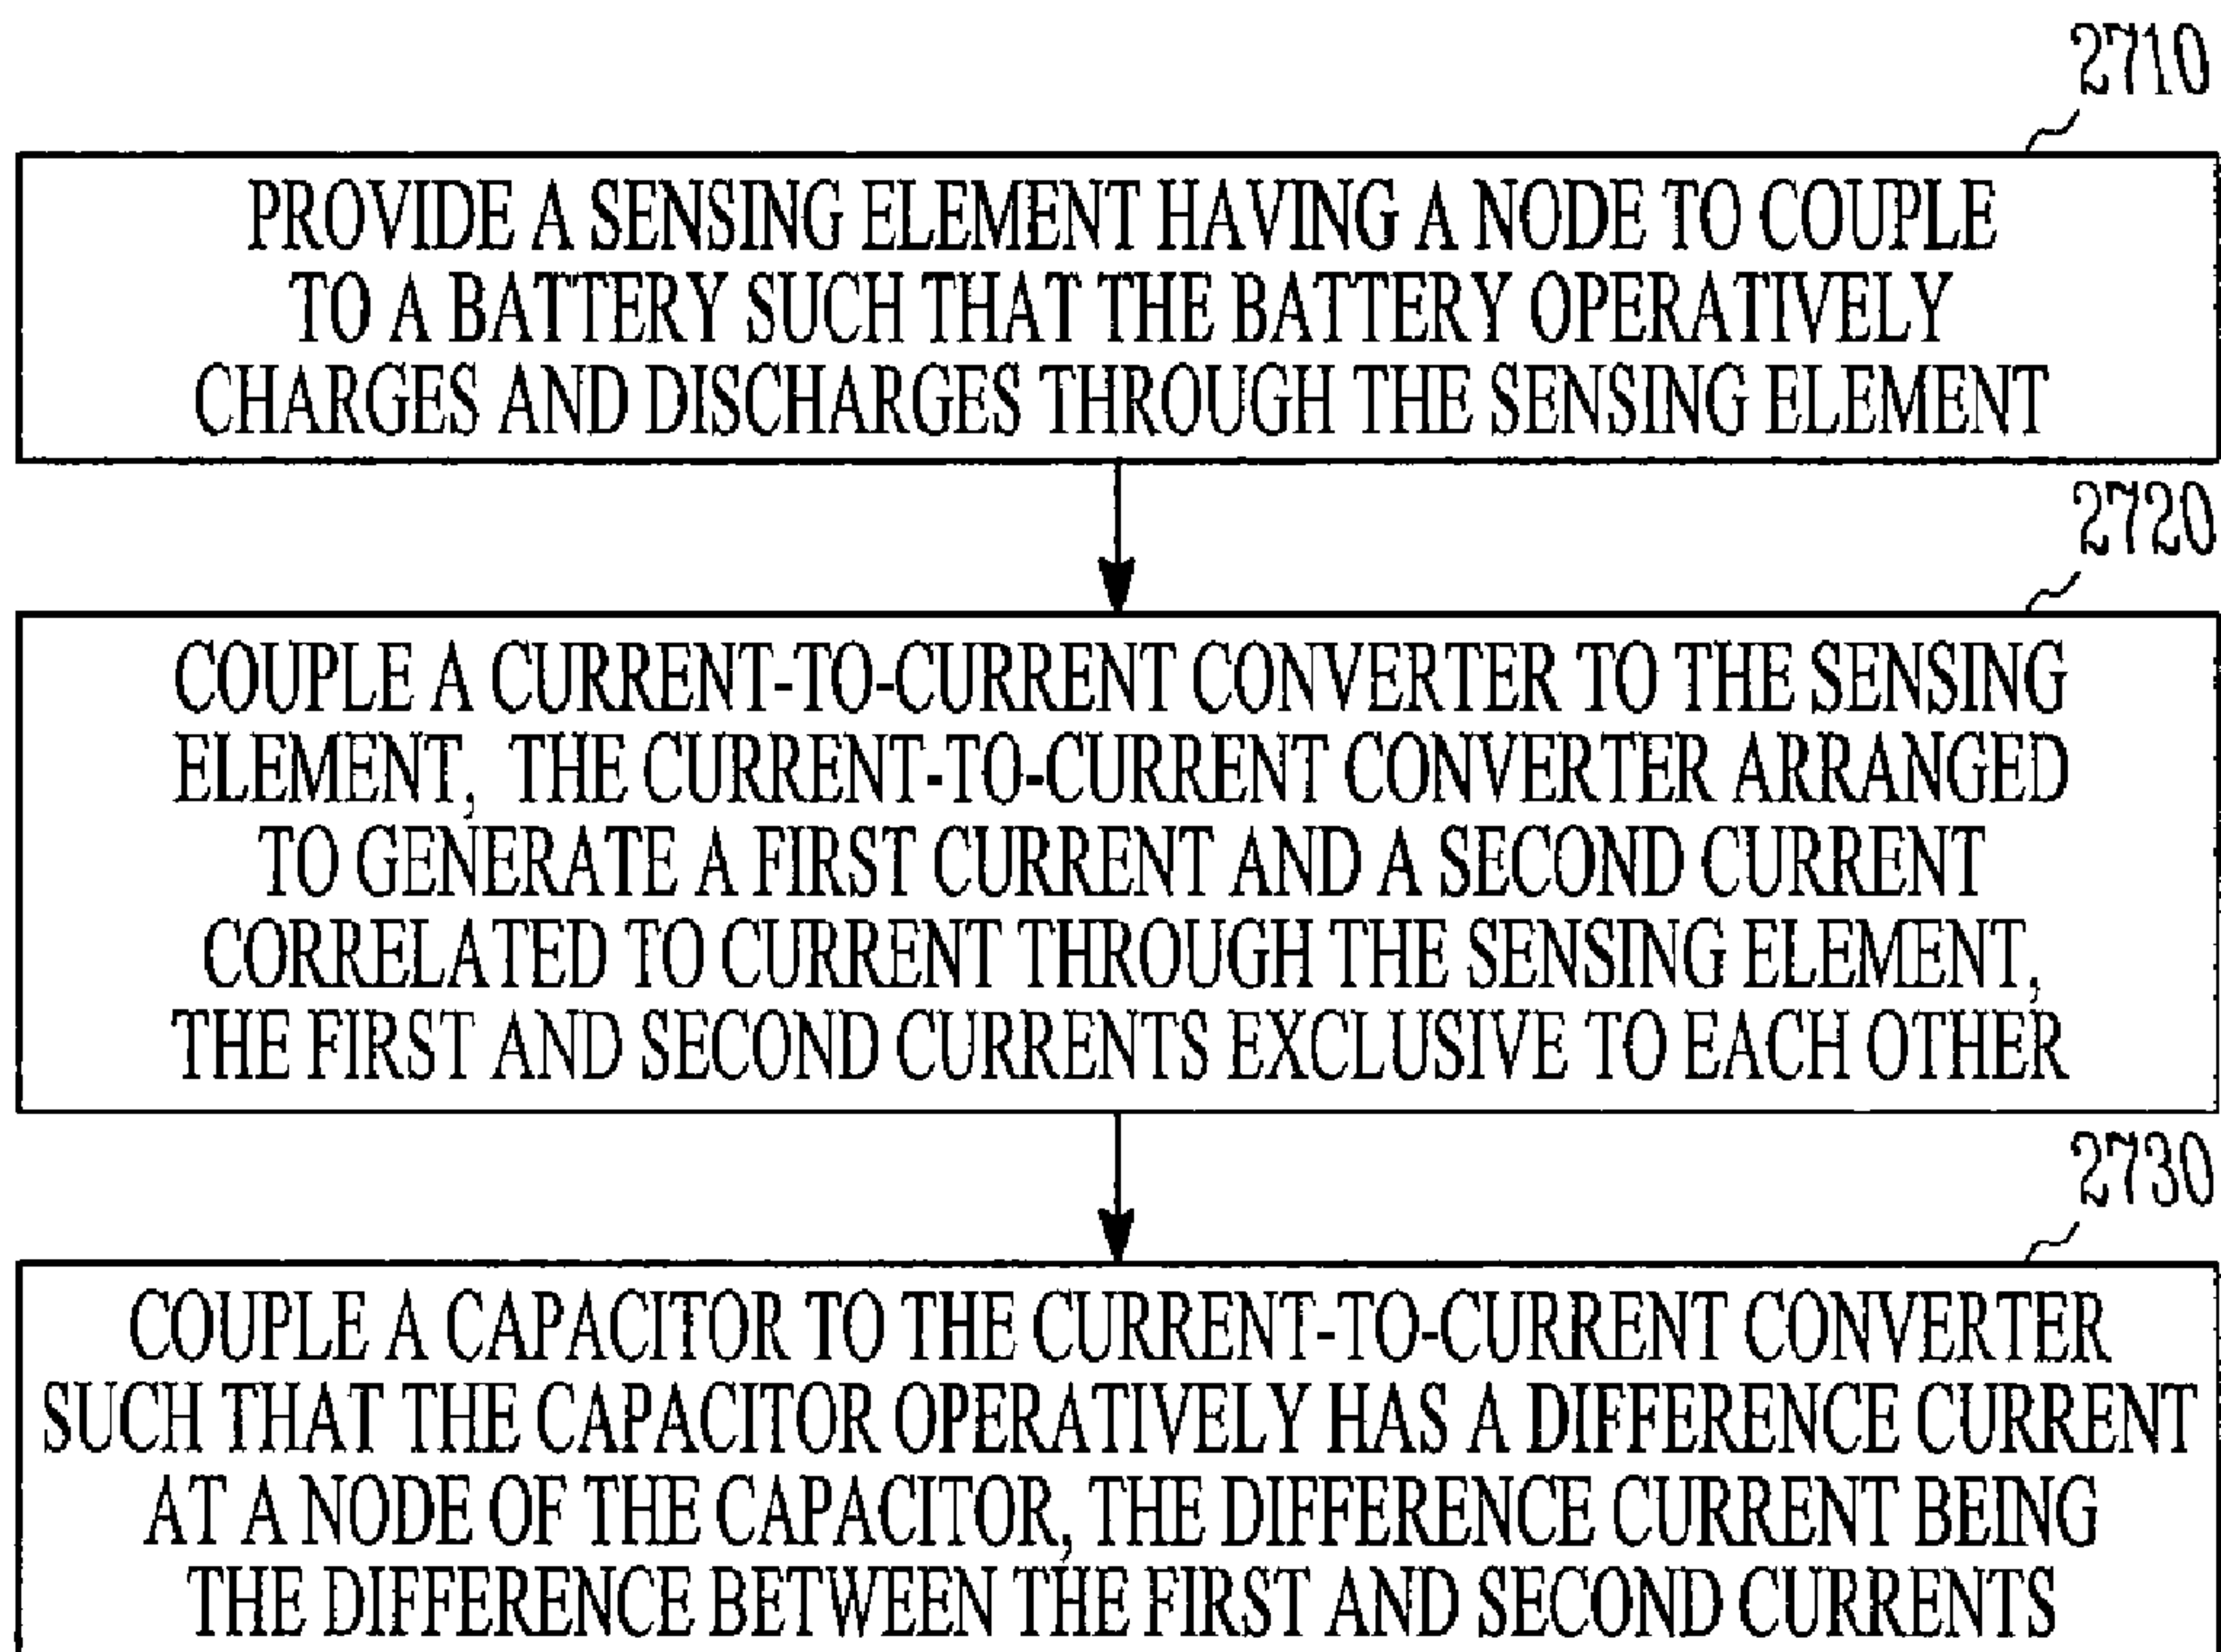 2710
PROVIDE A SENSING ELEMENT HAVING A NODE TO COUPLE
TO A BATTERY SUCH THAT THE BATTERY OPERATIVELY
CHARGES AND DISCHARGES THROUGH THE SENSING ELEMENT
2720
COUPLE A CURRENT-TO-CURRENT CONVERTER TO THE SENSING
ELEMENT, THE CURRENT-TO-CURRENT CONVERTER ARRANGED
TO GENERATE A FIRST CURRENT AND A SECOND CURRENT
CORRELATED TO CURRENT THROUGH THE SENSING ELEMENT,
THE FIRST AND SECOND CURRENTS EXCLUSIVE TO EACH OTHER
2730
COUPLE A CAPACITOR TO THE CURRENT-TO-CURRENT CONVERTER
SUCH THAT THE CAPACITOR OPERATIVELY HAS A DIFFERENCE CURRENT
AT A NODE OF THE CAPACITOR, THE DIFFERENCE CURRENT BEING
THE DIFFERENCE BETWEEN THE FIRST AND SECOND CURRENTS